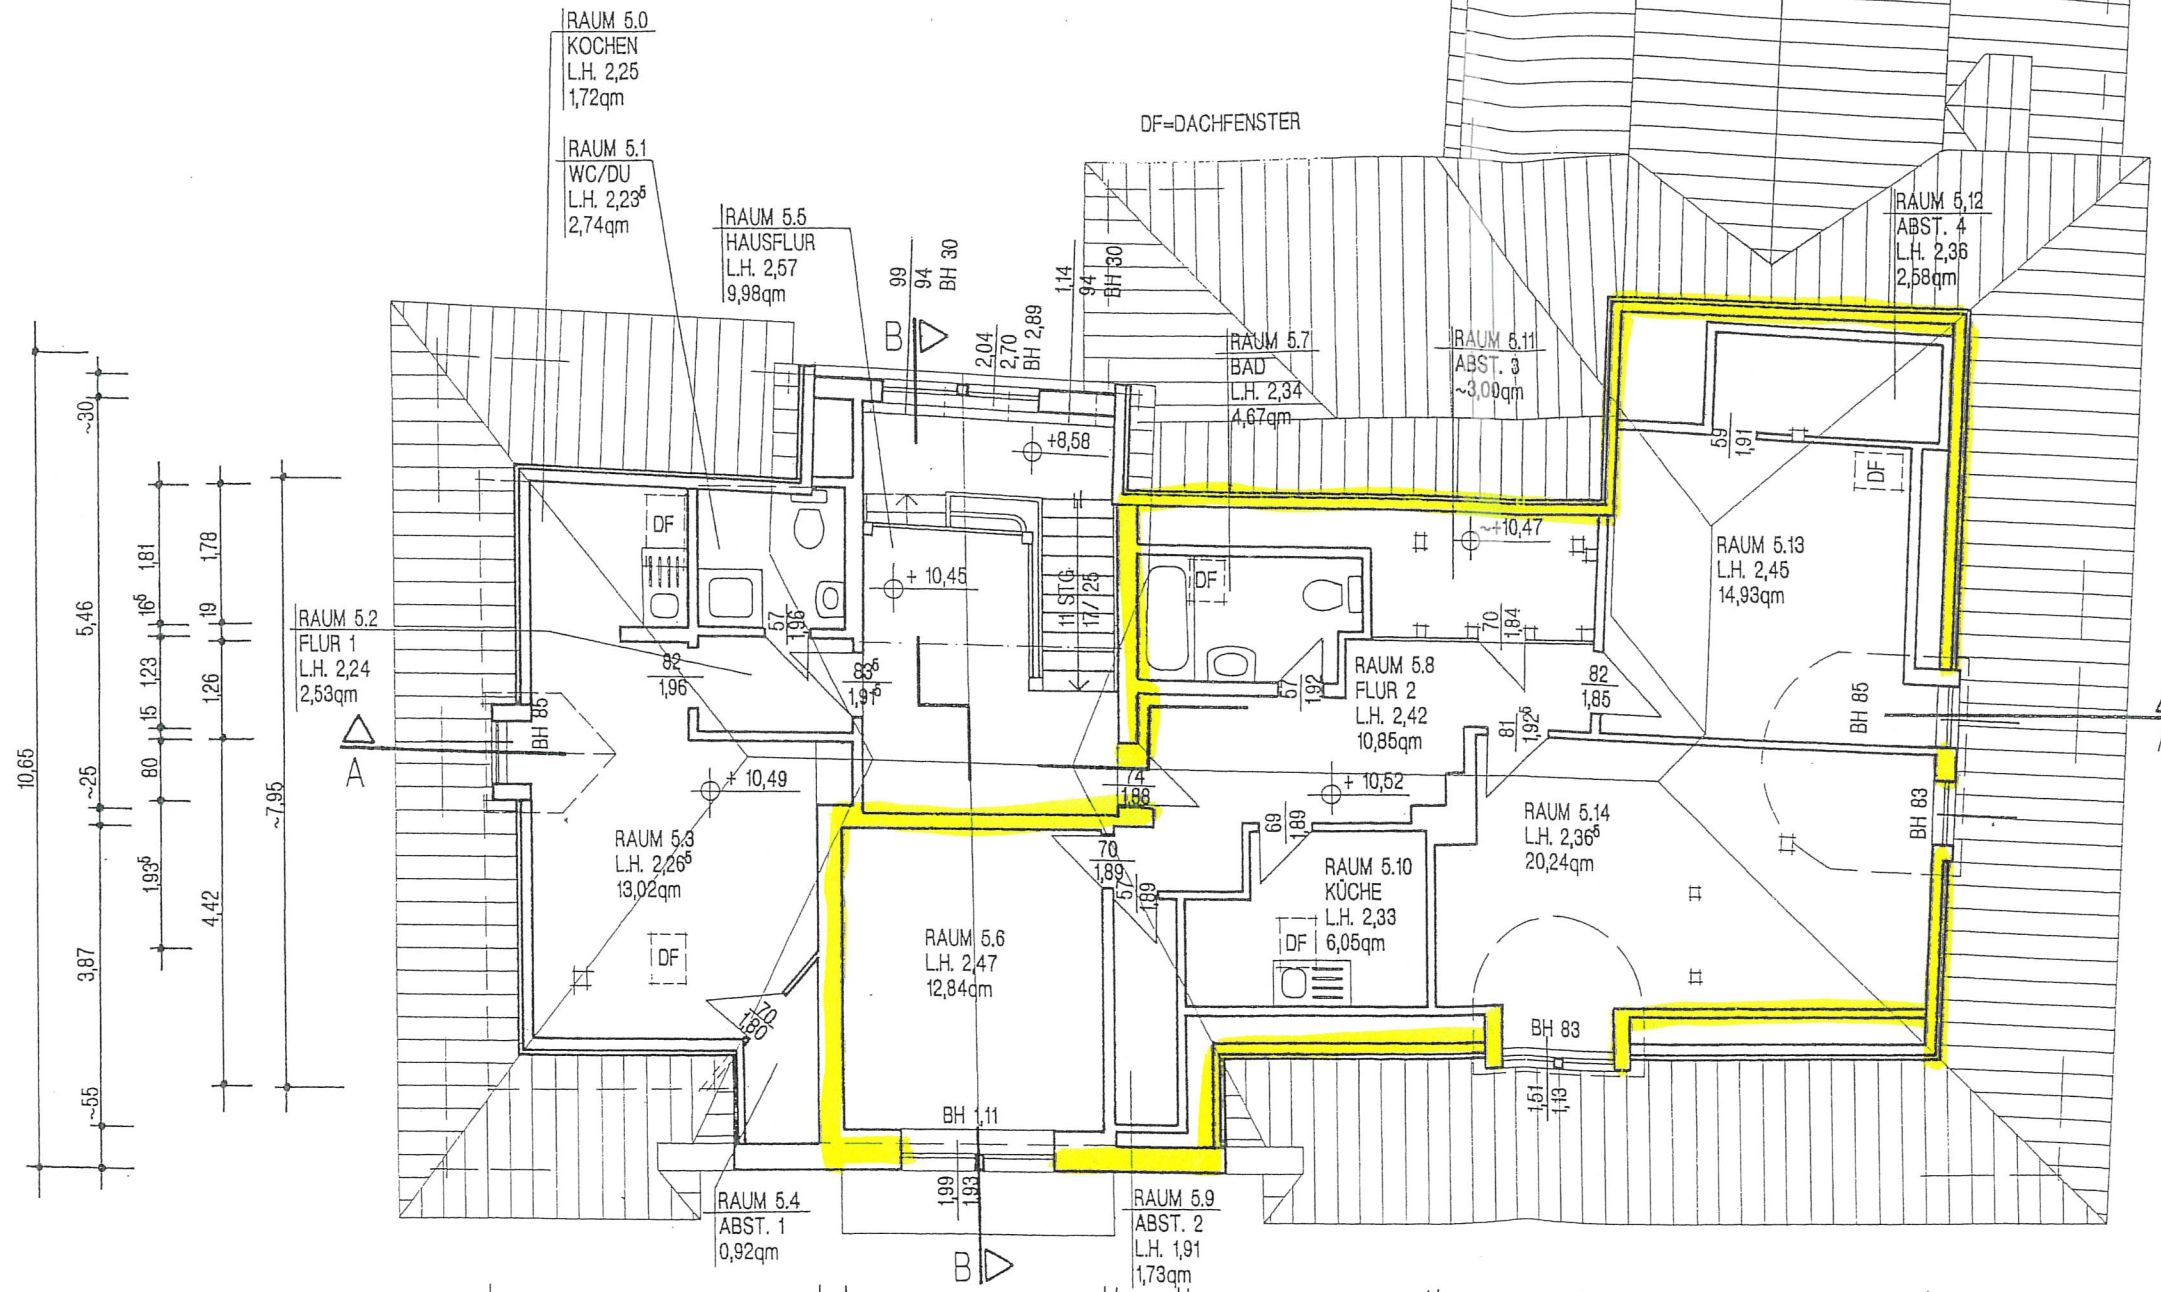 RAUM 5.0
KOCHEN
L.H. 2,25
1,72qm
RAUM 5.1
WC/DU
L.H. 2,23⁵
2,74qm
RAUM 5.5
HAUSFLUR
L.H. 2,57
9,98qm
99
94
BH 30
2,04
2,70
BH 2,89
1,14
94
BH 30
DF=DACHFENSTER
RAUM 5.7
BAD
L.H. 2,34
4,67qm
RAUM 5.11
ABST. 3
~3,00qm
RAUM 5,12
ABST. 4
L.H. 2,36
2,58qm
B
+8,58
59
1,91
DF
DF
+ 10,45
11 STG
17/ 25
DF
~+10,47
RAUM 5.13
L.H. 2,45
14,93qm
57
1,96
70
1,84
RAUM 5.2
FLUR 1
L.H. 2,24
2,53qm
82
1,96
83⁵
1,91⁵
57
1,92
RAUM 5.8
FLUR 2
L.H. 2,42
10,85qm
82
1,85
81
1,92⁵
BH 85
BH 85
A
+ 10,49
74
1,88
+ 10,52
RAUM 5.3
L.H. 2,26⁵
13,02qm
DF
70
1,89
57
1,89
69
1,89
RAUM 5.10
KÜCHE
L.H. 2,33
6,05qm
DF
RAUM 5.14
L.H. 2,36⁵
20,24qm
BH 83
RAUM 5.6
L.H. 2,47
12,84qm
70
1,80
BH 1,11
BH 83
1,51
1,13
1,99
1,93
RAUM 5.4
ABST. 1
0,92qm
RAUM 5.9
ABST. 2
L.H. 1,91
1,73qm
B
10,65
~30
5,46
~25
3,87
~55
1,81
16⁵
1,23
15
80
1,93⁵
1,78
19
1,26
4,42
~7,95